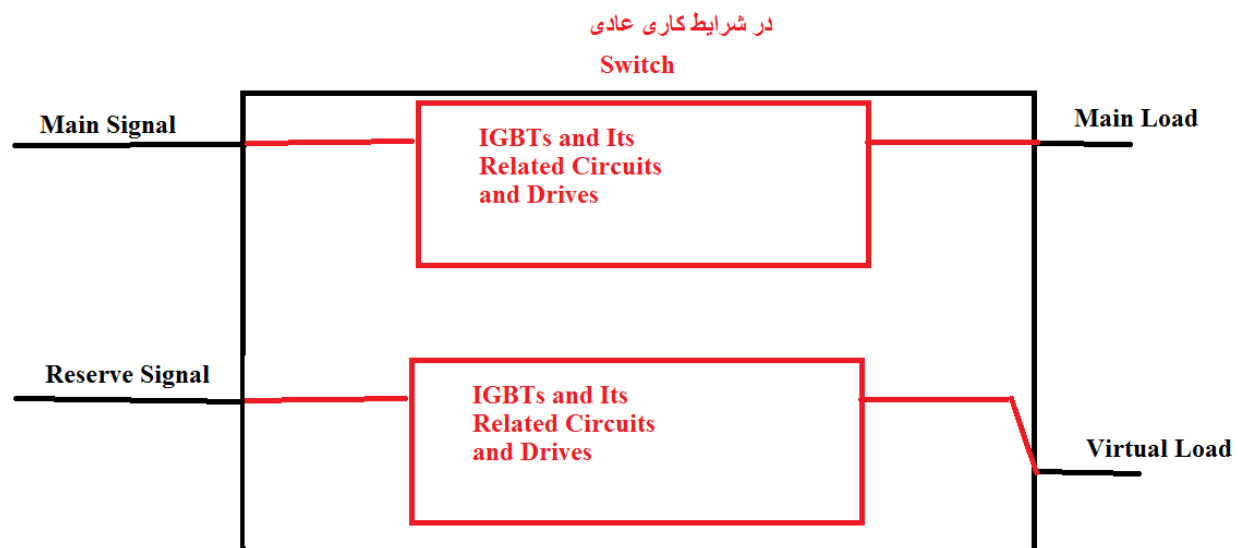 در شرایط کاری عادی
Switch
Main Signal
IGBTs and Its
Related Circuits
and Drives
Main Load
Reserve Signal
IGBTs and Its
Related Circuits
and Drives
Virtual Load